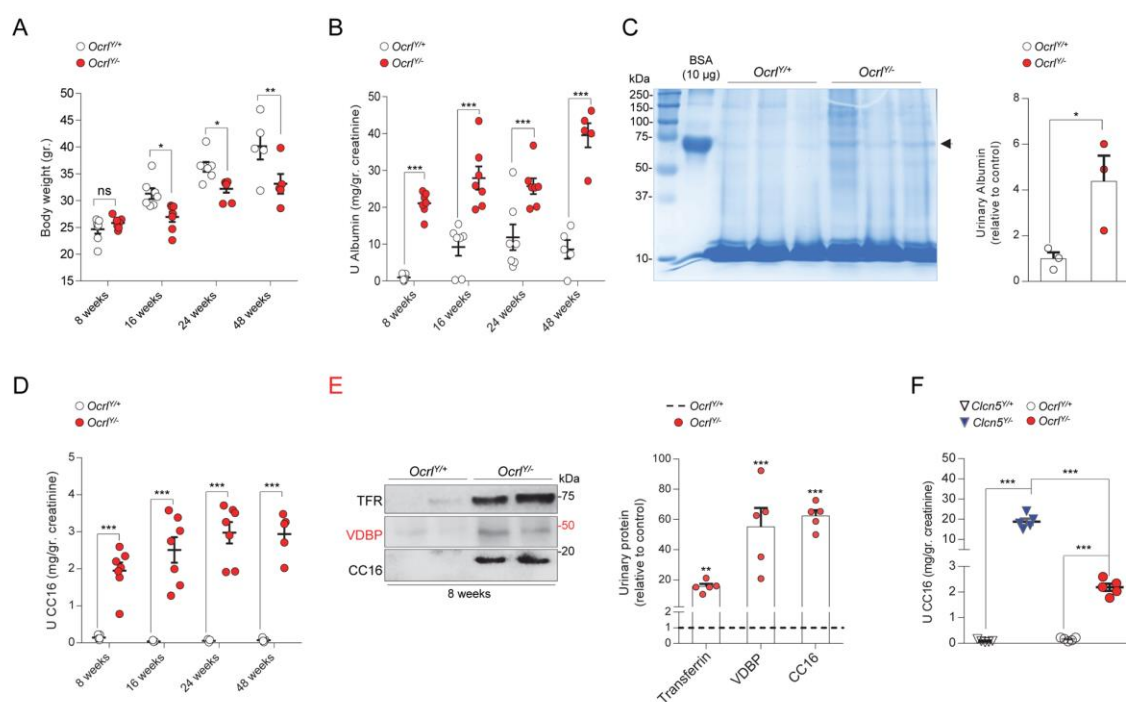 A
Ocrl^Y/+
Ocrl^Y/-
Body weight (gr.)
50
45
40
35
30
25
20
15
ns
*
*
**
8 weeks
16 weeks
24 weeks
48 weeks
B
Ocrl^Y/+
Ocrl^Y/-
U Albumin (mg/gr. creatinine)
60
50
40
30
20
10
0
***
***
***
***
8 weeks
16 weeks
24 weeks
48 weeks
C
BSA
(10 µg)
Ocrl^Y/+
Ocrl^Y/-
kDa
250-
150-
100-
75-
50-
37-
10-
Ocrl^Y/+
Ocrl^Y/-
Urinary Albumin
(relative to control)
8
6
4
2
0
*
D
Ocrl^Y/+
Ocrl^Y/-
U CC16 (mg/gr. creatinine)
5
4
3
2
1
0
***
***
***
***
8 weeks
16 weeks
24 weeks
48 weeks
E
Ocrl^Y/+
Ocrl^Y/-
kDa
TFR
-75
VDBP
-50
-20
CC16
8 weeks
Ocrl^Y/+
Ocrl^Y/-
Urinary protein
(relative to control)
100
80
60
40
20
2
1
0
**
***
***
Transferrin
VDBP
CC16
F
Clcn5^Y/+
Ocrl^Y/+
Clcn5^Y/-
Ocrl^Y/-
U CC16 (mg/gr. creatinine)
50
40
30
20
10
2
1
0
***
***
***